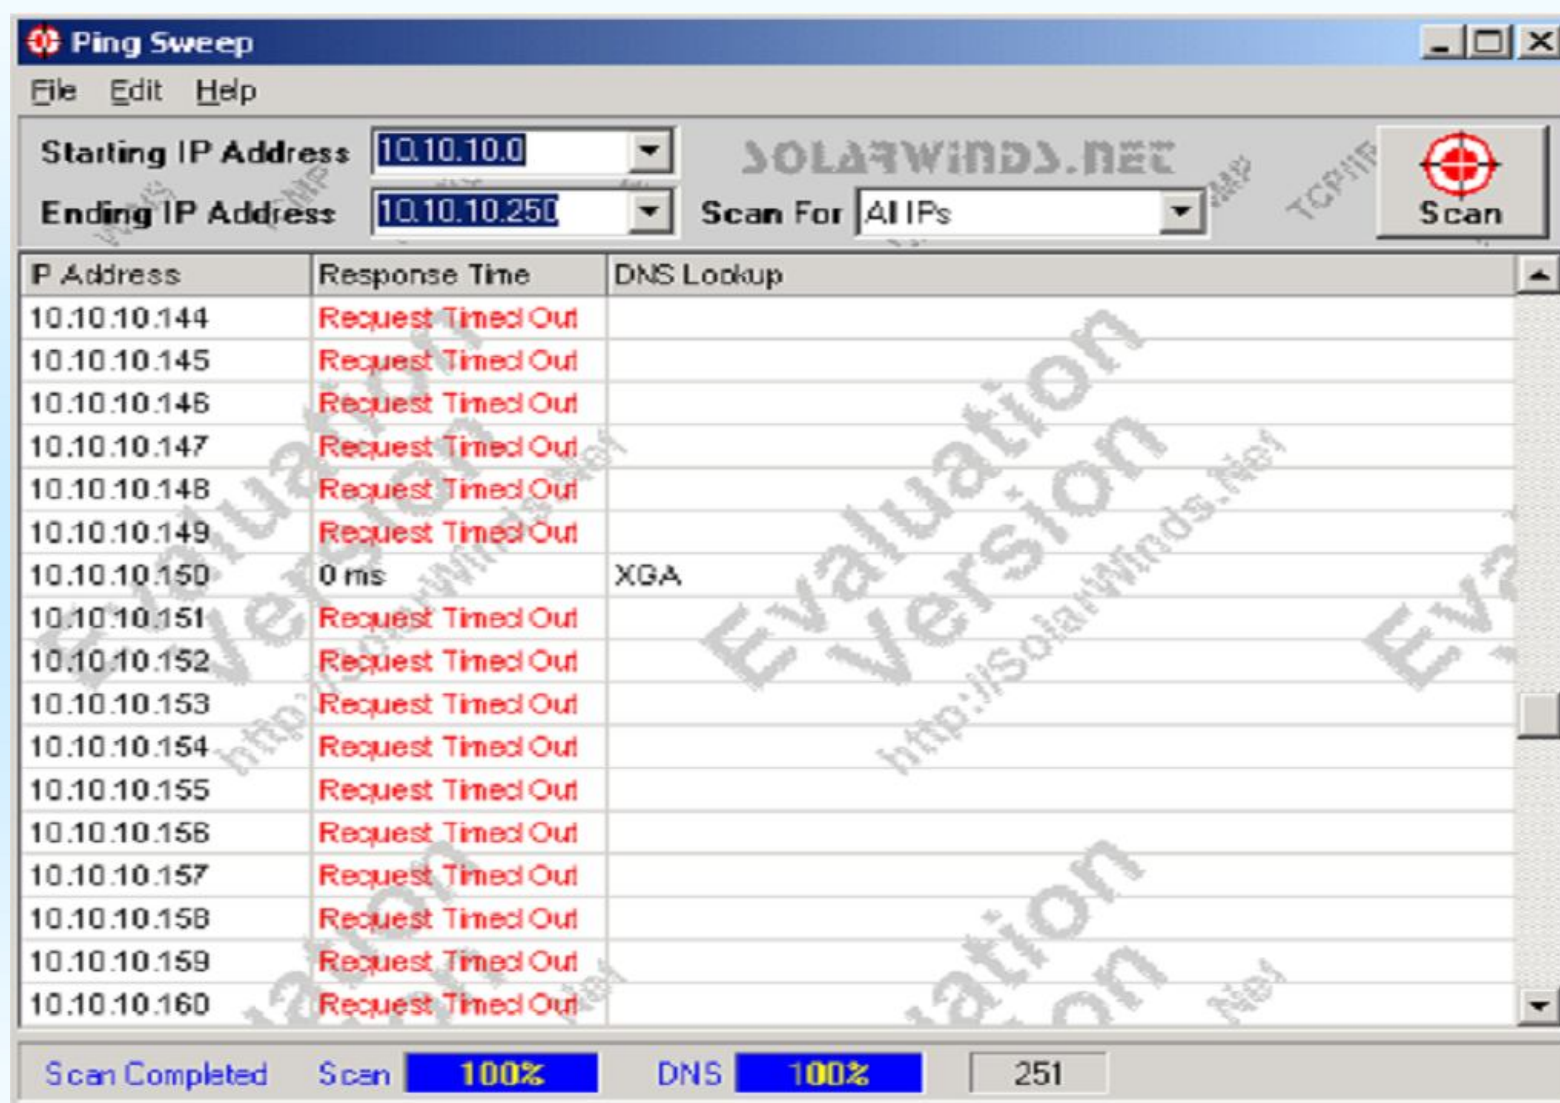 Ping Sweep
File Edit Help
Starting IP Address 10.10.10.0 SOLARWINDS.NET
Ending IP Address 10.10.10.250 Scan For All IPs Scan
IP Address Response Time DNS Lookup
10.10.10.144 Request Timed Out
10.10.10.145 Request Timed Out
10.10.10.146 Request Timed Out
10.10.10.147 Request Timed Out
10.10.10.148 Request Timed Out
10.10.10.149 Request Timed Out
10.10.10.150 0 ms XGA
10.10.10.151 Request Timed Out
10.10.10.152 Request Timed Out
10.10.10.153 Request Timed Out
10.10.10.154 Request Timed Out
10.10.10.155 Request Timed Out
10.10.10.156 Request Timed Out
10.10.10.157 Request Timed Out
10.10.10.158 Request Timed Out
10.10.10.159 Request Timed Out
10.10.10.160 Request Timed Out
Evaluation
Version
http://SolarWinds.Net
Evaluation
Version
http://SolarWinds.Net
Scan Completed Scan 100% DNS 100% 251